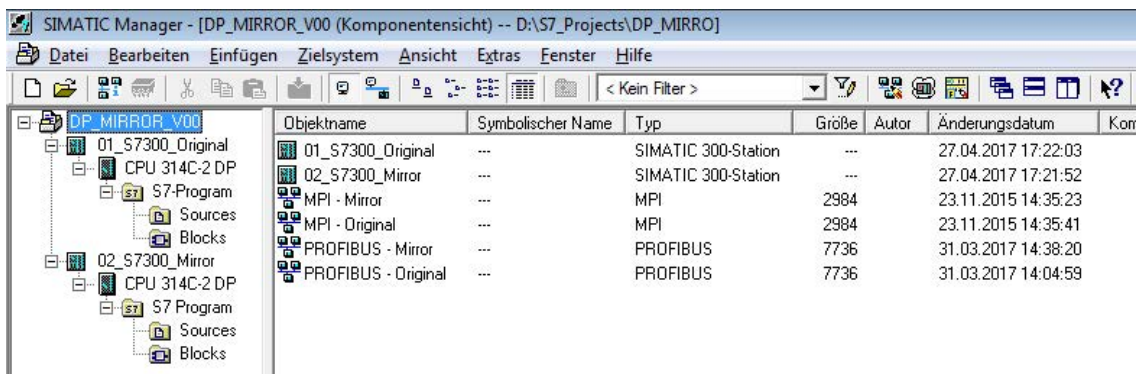 SIMATIC Manager - [DP_MIRROR_V00 (Komponentensicht) -- D:\S7_Projects\DP_MIRRO]
Datei Bearbeiten Einfügen Zielsystem Ansicht Extras Fenster Hilfe
< Kein Filter >
DP_MIRROR_V00
01_S7300_Original
CPU 314C-2 DP
S7-Program
Sources
Blocks
02_S7300_Mirror
CPU 314C-2 DP
S7 Program
Sources
Blocks
Objektname Symbolischer Name Typ Größe Autor Änderungsdatum Kom
01_S7300_Original --- SIMATIC 300-Station --- 27.04.2017 17:22:03
02_S7300_Mirror --- SIMATIC 300-Station --- 27.04.2017 17:21:52
MPI - Mirror --- MPI 2984 23.11.2015 14:35:23
MPI - Original --- MPI 2984 23.11.2015 14:35:41
PROFIBUS - Mirror --- PROFIBUS 7736 31.03.2017 14:38:20
PROFIBUS - Original --- PROFIBUS 7736 31.03.2017 14:04:59